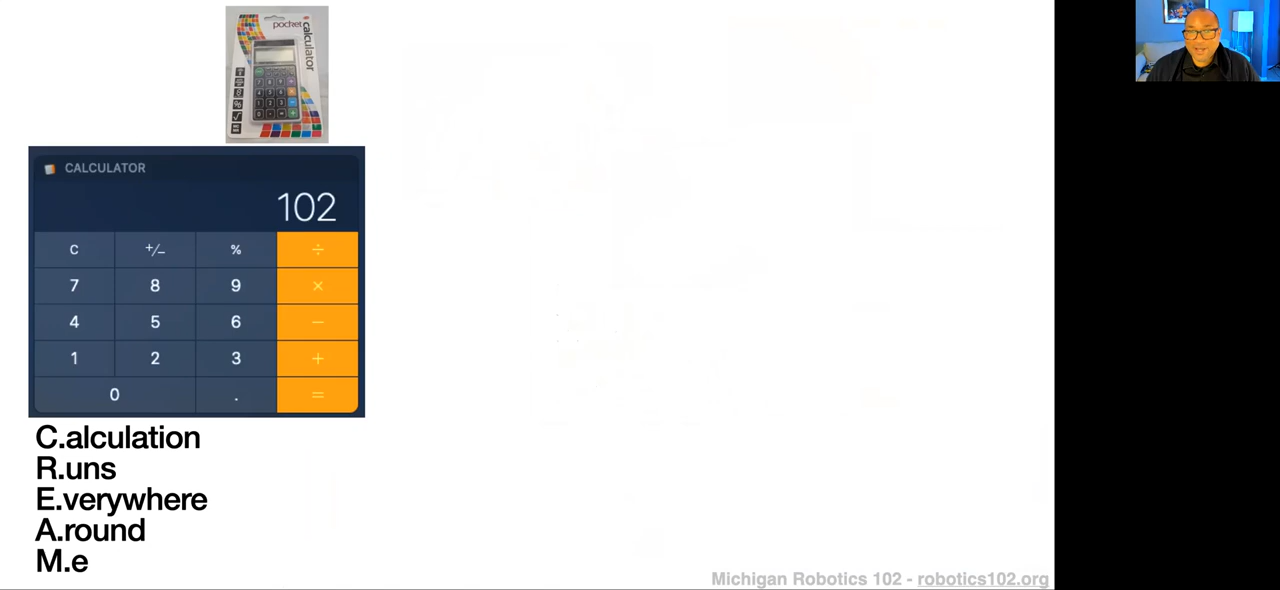 pocket
calculator
CALCULATOR
102
C +/− % ÷
7 8 9 ×
4 5 6 −
1 2 3 +
0 . =
C.alculation
R.uns
E.verywhere
A.round
M.e
Michigan Robotics 102 - robotics102.org